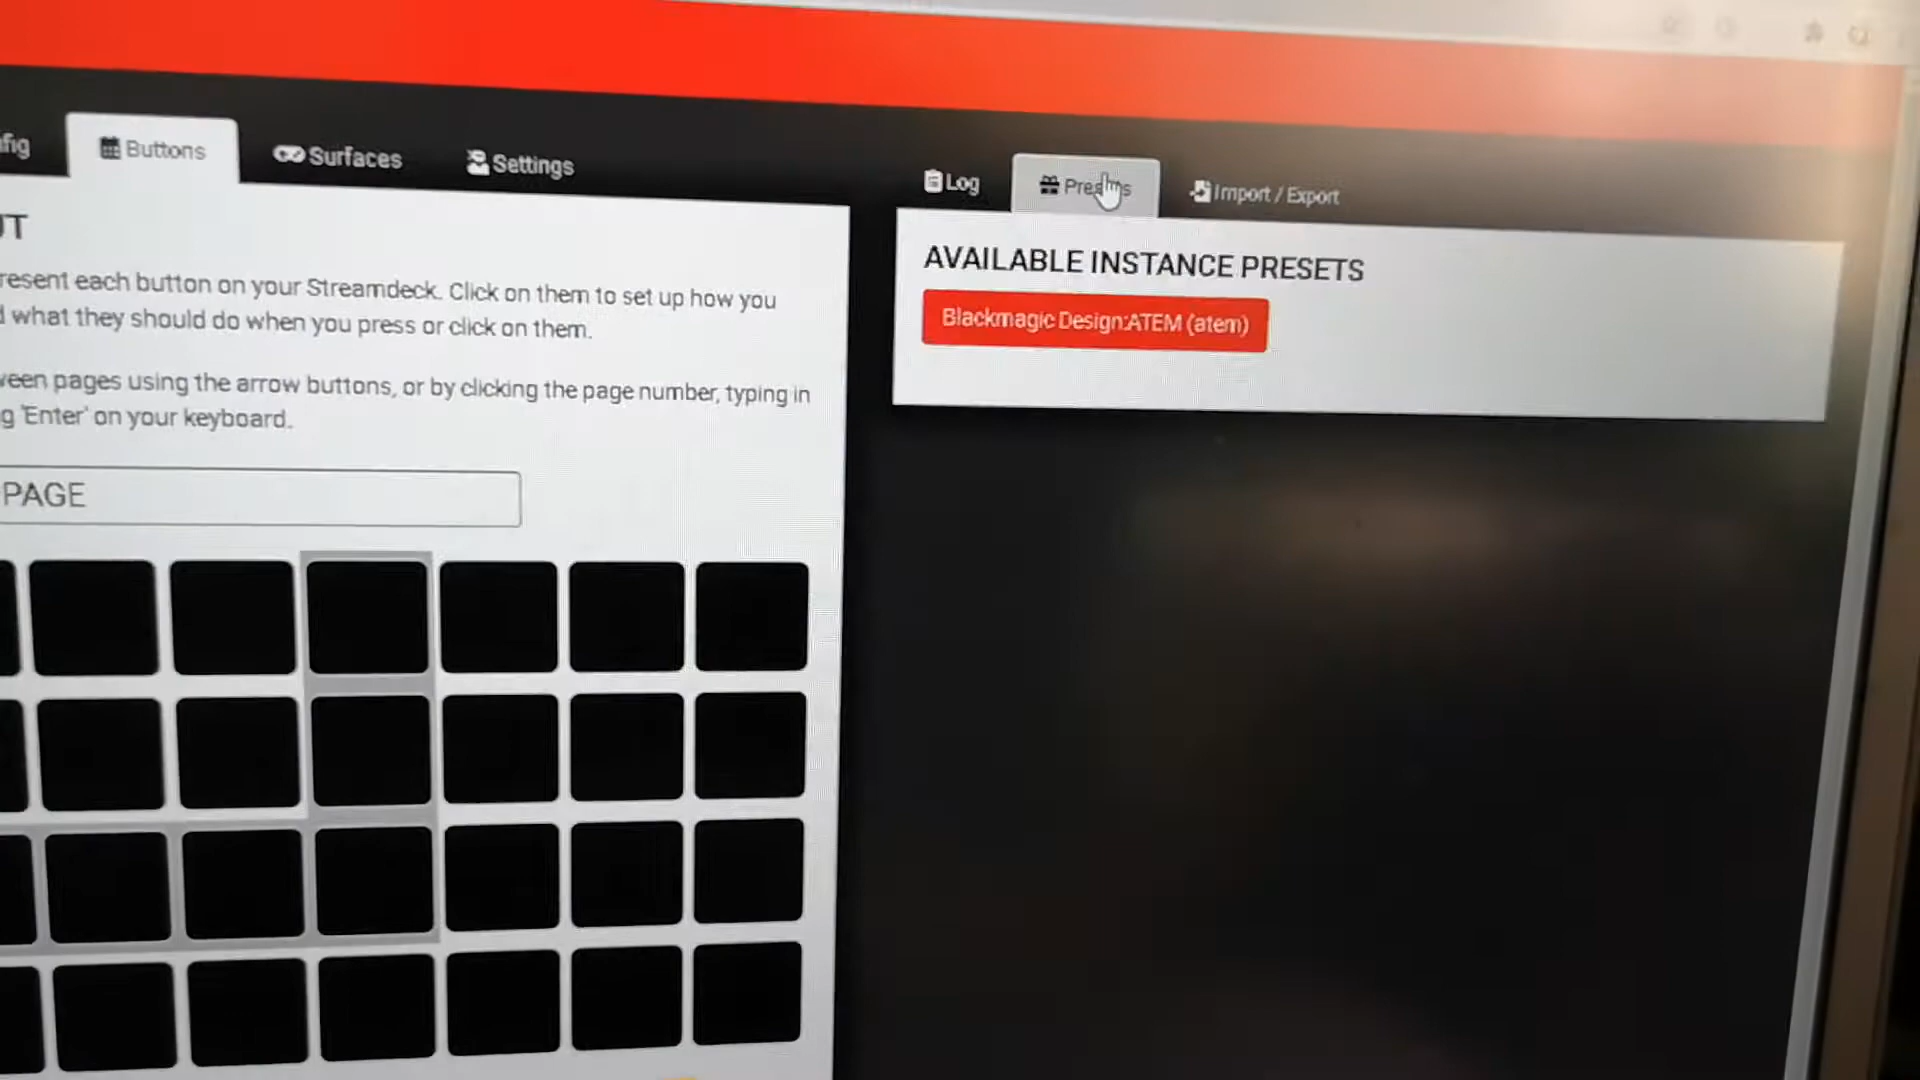 fig
Buttons
Surfaces
Settings
Log
Import / Export
UT
resent each button on your Streamdeck. Click on them to set up how you
d what they should do when you press or click on them.
veen pages using the arrow buttons, or by clicking the page number, typing in
g 'Enter' on your keyboard.
PAGE
AVAILABLE INSTANCE PRESETS
Blackmagic Design:ATEM (atem)